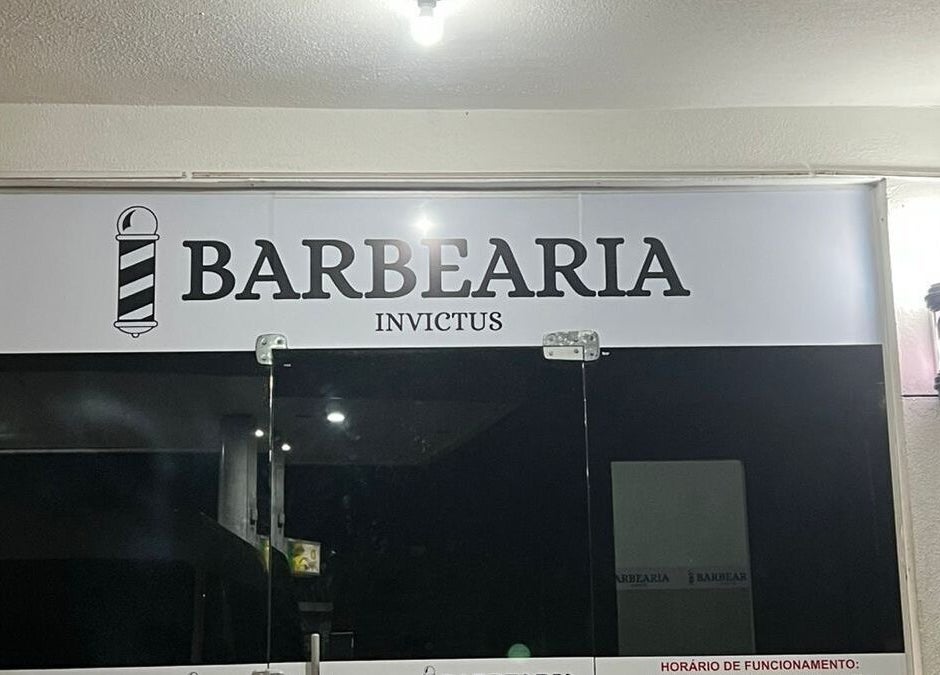 BARBEARIA
INVICTUS
BARBEARIA BARBEAR
HORÁRIO DE FUNCIONAMENTO: